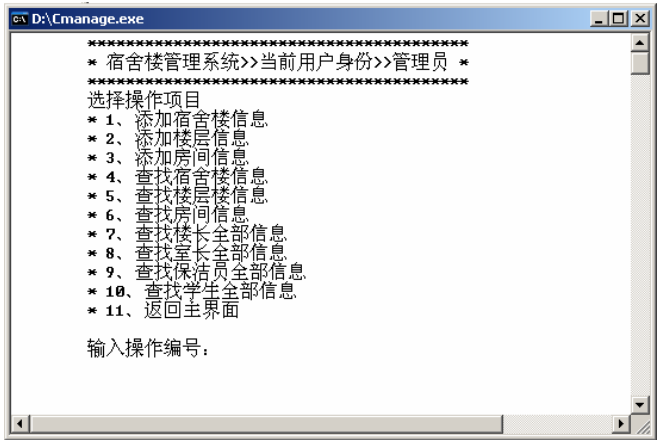 D:\Cmanage.exe
****************************************
* 宿舍楼管理系统>>当前用户身份>>管理员 *
****************************************
选择操作项目
* 1、添加宿舍楼信息
* 2、添加楼层信息
* 3、添加房间信息
* 4、查找宿舍楼信息
* 5、查找楼层楼信息
* 6、查找房间信息
* 7、查找楼长全部信息
* 8、查找室长全部信息
* 9、查找保洁员全部信息
* 10、查找学生全部信息
* 11、返回主界面
输入操作编号：